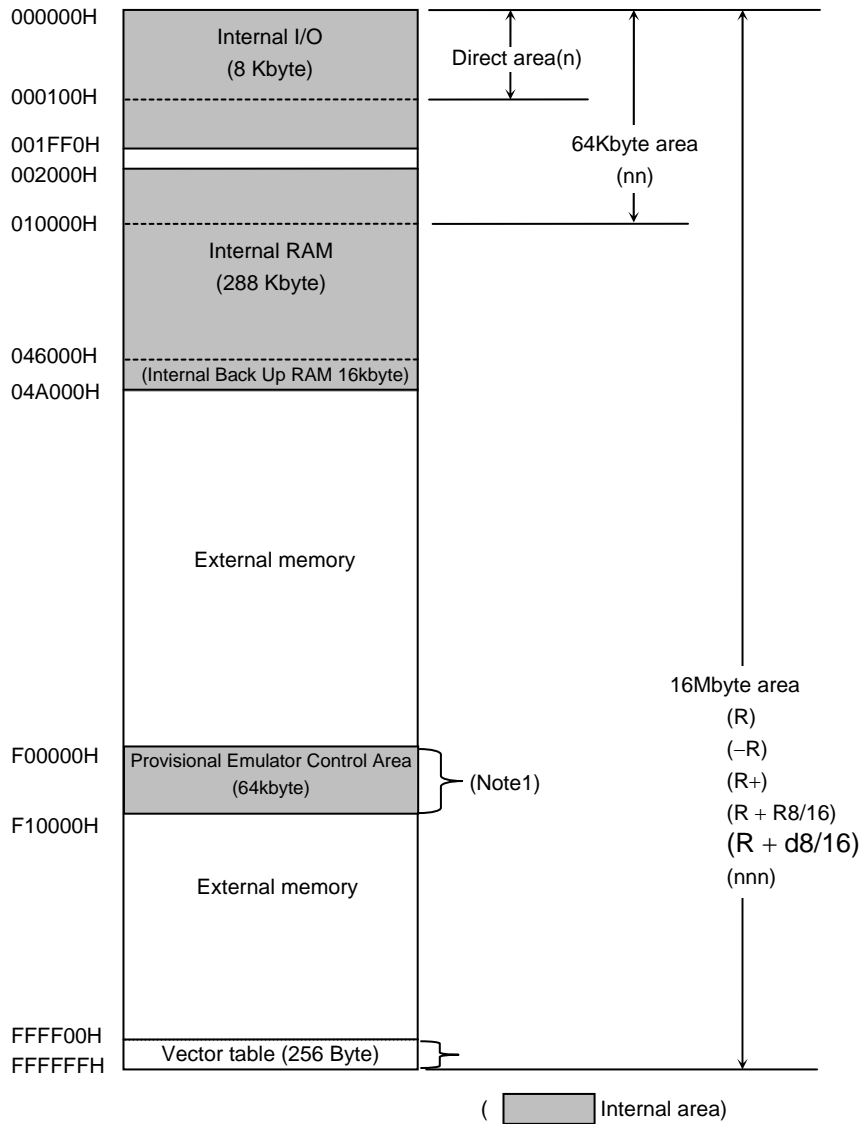 000000H
Internal I/O
(8 Kbyte)
Direct area(n)
000100H
64Kbyte area
(nn)
001FF0H
002000H
010000H
Internal RAM
(288 Kbyte)
046000H
(Internal Back Up RAM 16kbyte)
04A000H
External memory
16Mbyte area
(R)
(−R)
(R+)
(R + R8/16)
(R + d8/16)
(nnn)
F00000H
Provisional Emulator Control Area
(64kbyte)
(Note1)
F10000H
External memory
FFFF00H
Vector table (256 Byte)
FFFFFFH
( Internal area)